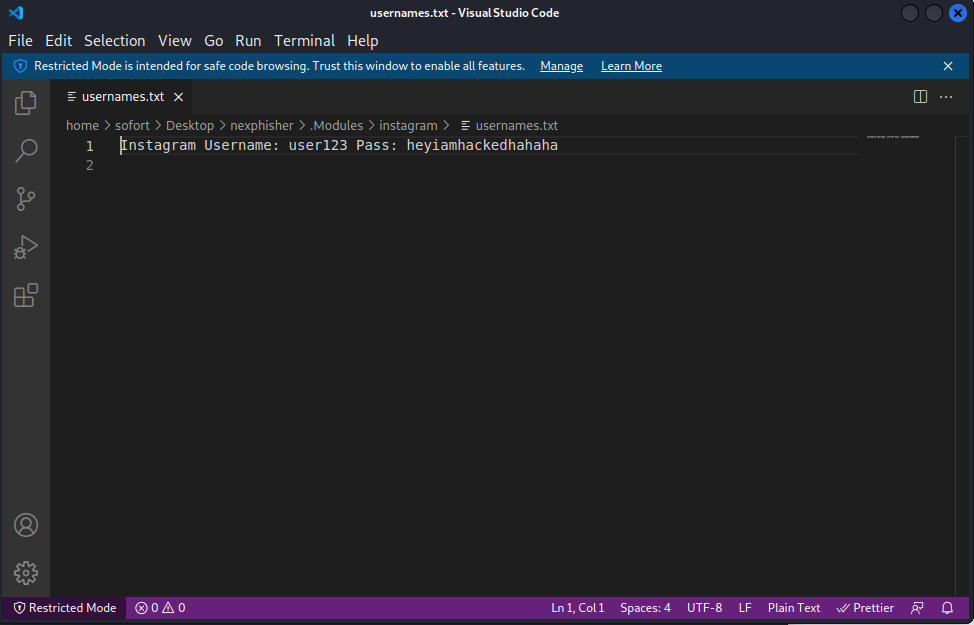 usernames.txt - Visual Studio Code
File Edit Selection View Go Run Terminal Help
Restricted Mode is intended for safe code browsing. Trust this window to enable all features. Manage Learn More
usernames.txt
home > sofort > Desktop > nexphisher > .Modules > instagram > usernames.txt
1 Instagram Username: user123 Pass: heyiamhackedhahaha
2
Restricted Mode 0 0 Ln 1, Col 1 Spaces: 4 UTF-8 LF Plain Text Prettier